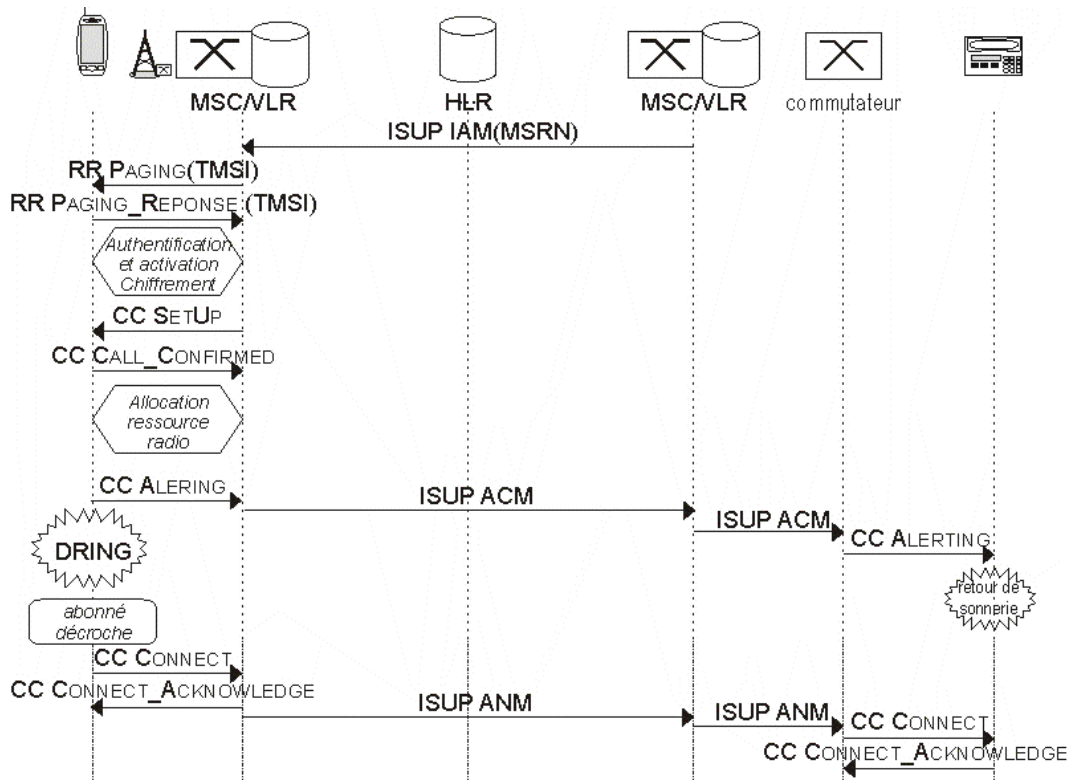 MSC/VLR
HLR
MSC/VLR
commutateur
ISUP IAM(MSRN)
RR PAGING(TMSI)
RR PAGING_REPONSE (TMSI)
Authentification
et activation
Chiffrement
CC SETUP
CC CALL_CONFIRMED
Allocation
ressource
radio
CC ALERING
ISUP ACM
ISUP ACM
CC ALERTING
DRING
retour de
sonnerie
abonné
décroche
CC CONNECT
CC CONNECT_ACKNOWLEDGE
ISUP ANM
ISUP ANM
CC CONNECT
CC CONNECT_ACKNOWLEDGE